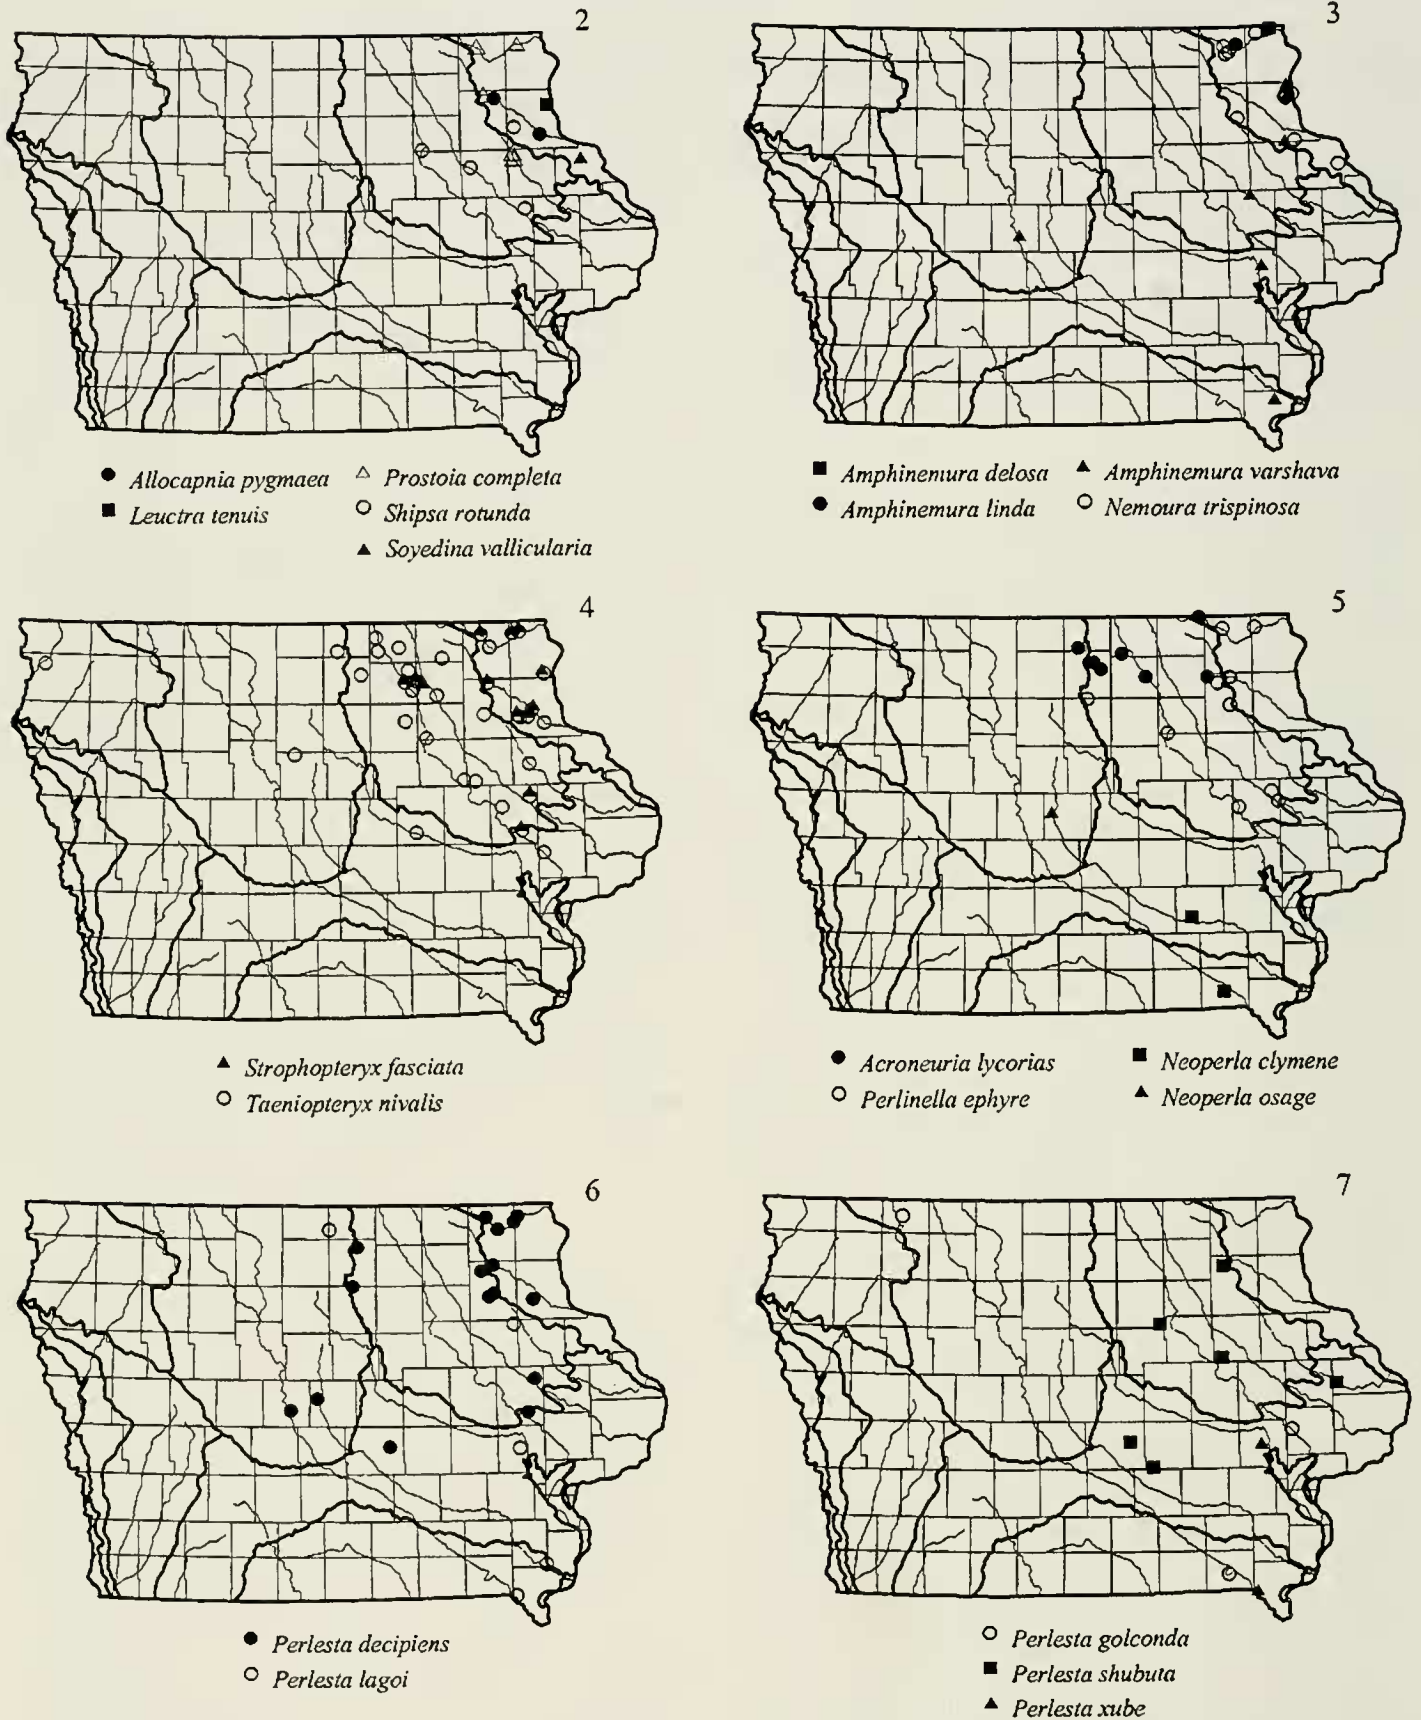 2
Allocapnia pygmaea
Prostoia completa
Leuctra tenuis
Shipsa rotunda
Soyedina vallicularia
3
Amphinemura delosa
Amphinemura varshava
Amphinemura linda
Nemoura trispinosa
4
Strophopteryx fasciata
Taeniopteryx nivalis
5
Acroneuria lycorias
Neoperla clymene
Perlinella ephyre
Neoperla osage
6
Perlesta decipiens
Perlesta lagoi
7
Perlesta golconda
Perlesta shubuta
Perlesta xube